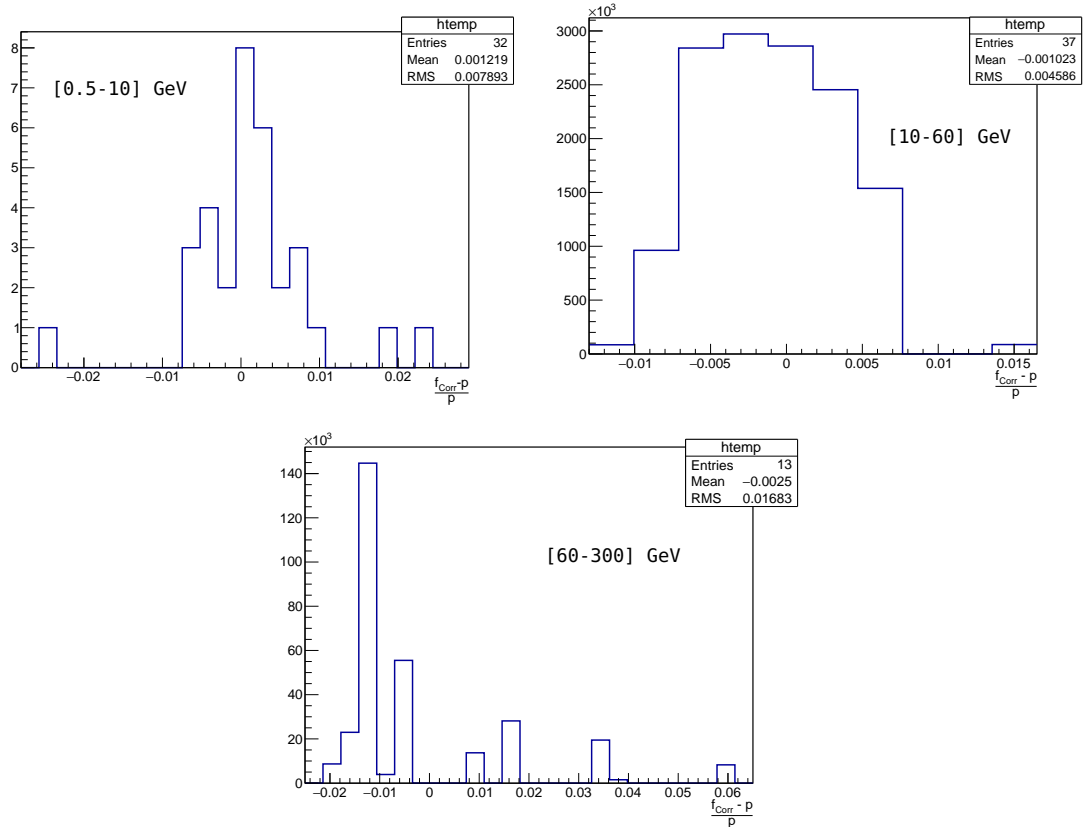 htemp
Entries 32
Mean 0.001219
RMS 0.007893
[0.5-10] GeV
8
7
6
5
4
3
2
1
0
−0.02 −0.01 0 0.01 0.02
f_Corr-p
p
×10³
htemp
Entries 37
Mean −0.001023
RMS 0.004586
[10-60] GeV
3000
2500
2000
1500
1000
500
0
−0.01 −0.005 0 0.005 0.01 0.015
f_Corr - p
p
×10³
htemp
Entries 13
Mean −0.0025
RMS 0.01683
[60-300] GeV
140
120
100
80
60
40
20
0
−0.02 −0.01 0 0.01 0.02 0.03 0.04 0.05 0.06
f_Corr - p
p